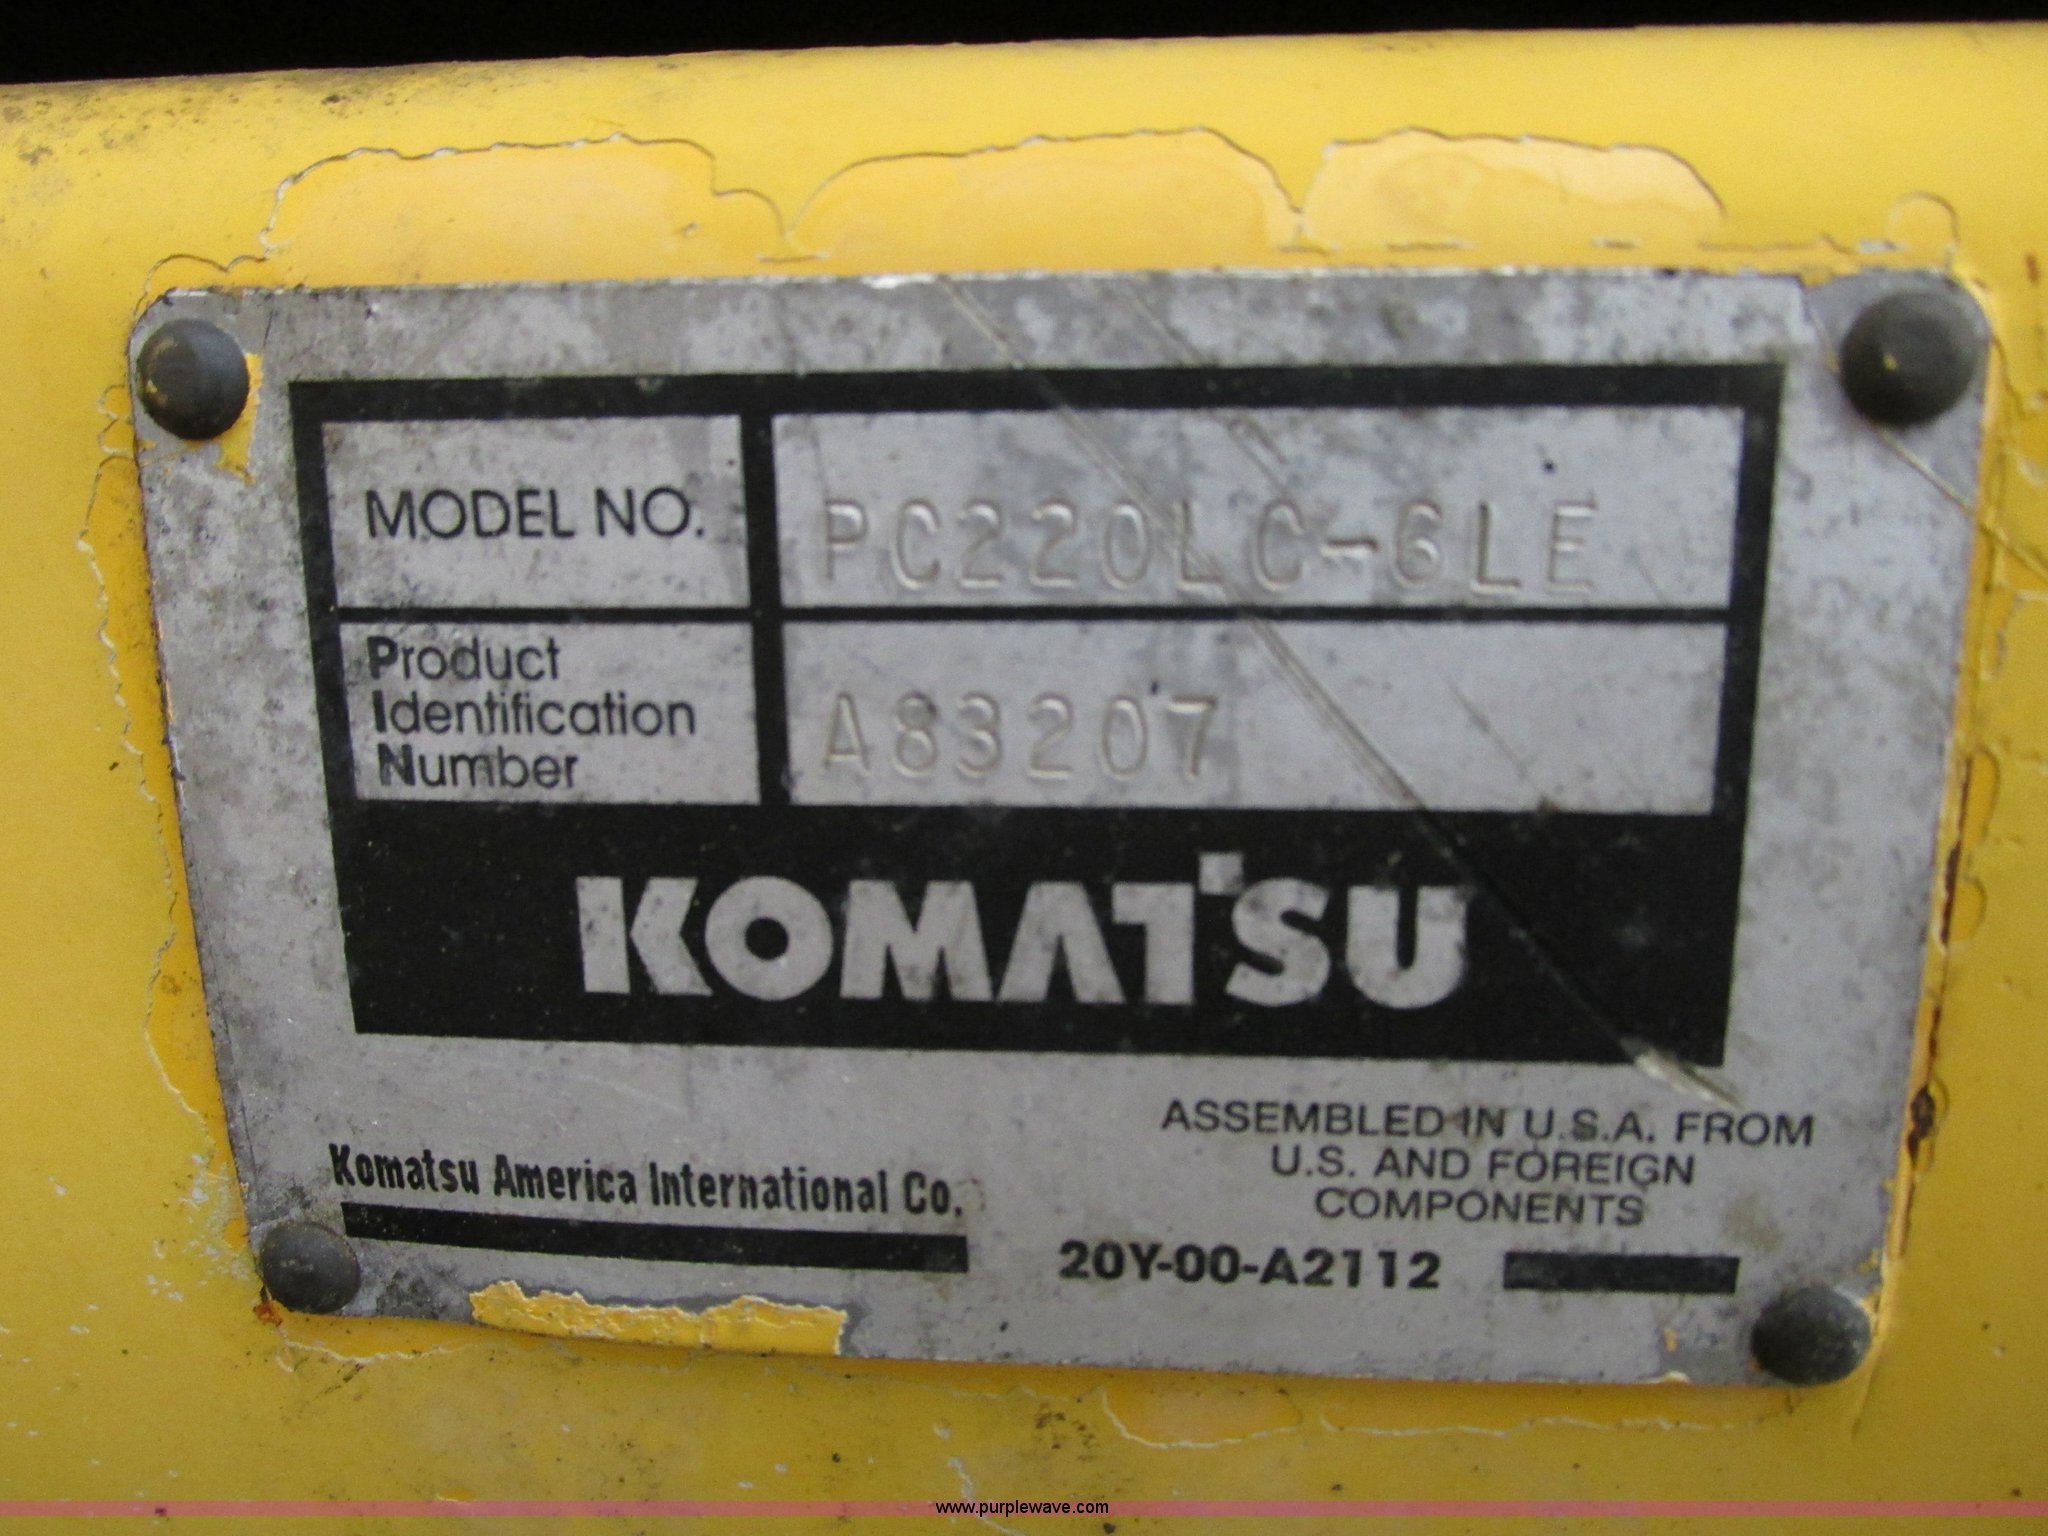 MODEL NO. PC220LC-6LE
Product
Identification
Number
A83207
KOMATSU
ASSEMBLED IN U.S.A. FROM
U.S. AND FOREIGN
COMPONENTS
Komatsu America International Co.
20Y-00-A2112
www.purplewave.com